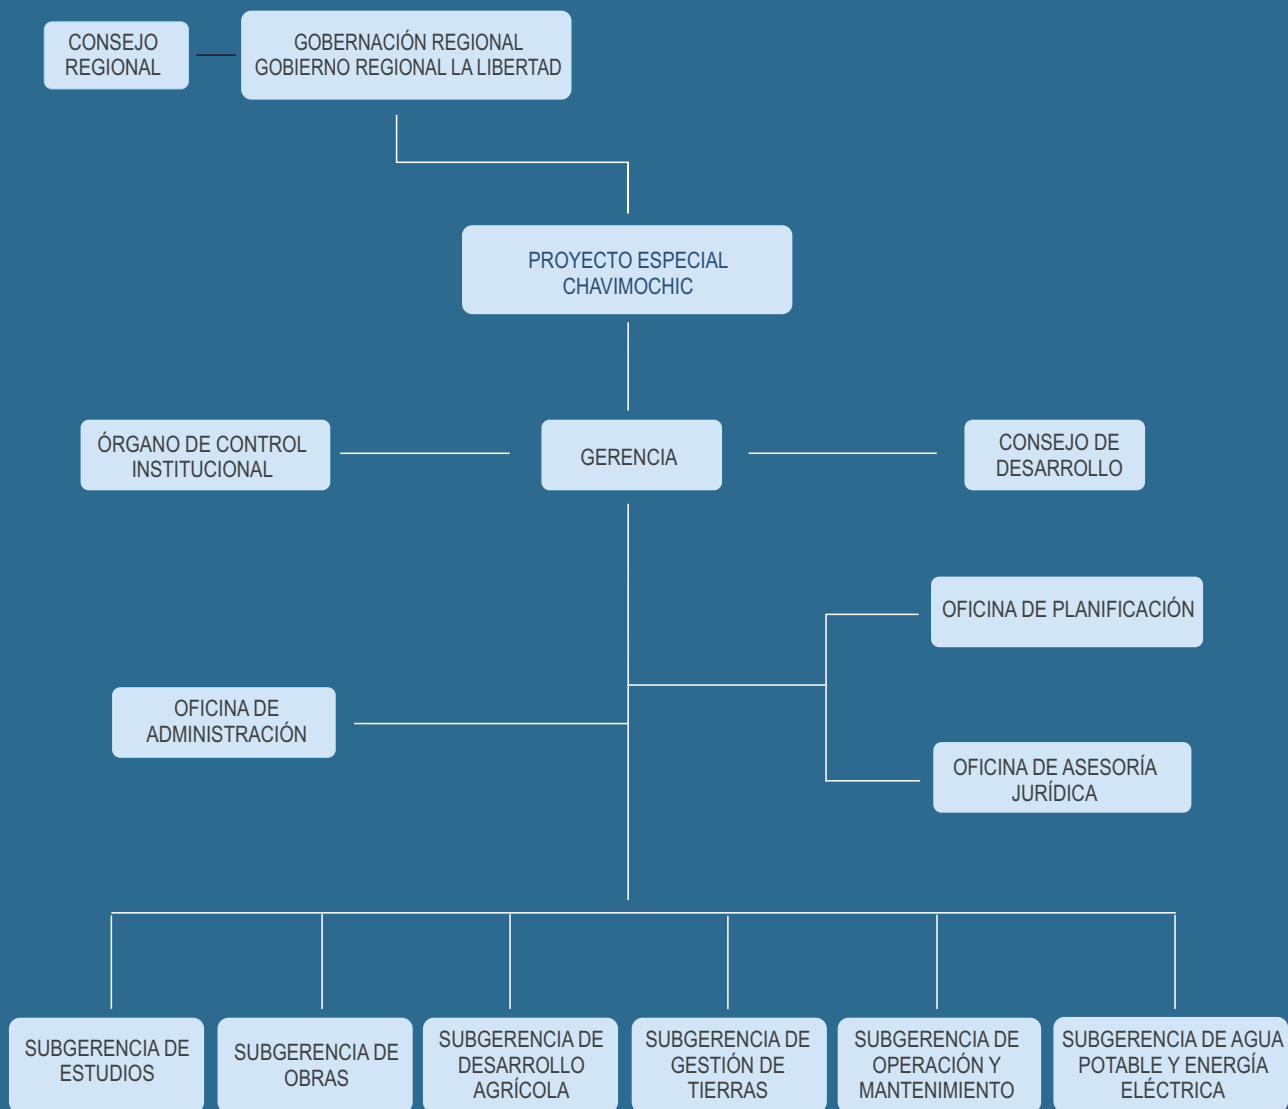 CONSEJO
REGIONAL
GOBERNACIÓN REGIONAL
GOBIERNO REGIONAL LA LIBERTAD
PROYECTO ESPECIAL
CHAVIMOCHIC
ÓRGANO DE CONTROL
INSTITUCIONAL
GERENCIA
CONSEJO DE
DESARROLLO
OFICINA DE PLANIFICACIÓN
OFICINA DE
ADMINISTRACIÓN
OFICINA DE ASESORÍA
JURÍDICA
SUBGERENCIA DE
ESTUDIOS
SUBGERENCIA DE
OBRAS
SUBGERENCIA DE
DESARROLLO
AGRÍCOLA
SUBGERENCIA DE
GESTIÓN DE
TIERRAS
SUBGERENCIA DE
OPERACIÓN Y
MANTENIMIENTO
SUBGERENCIA DE AGUA
POTABLE Y ENERGÍA
ELÉCTRICA